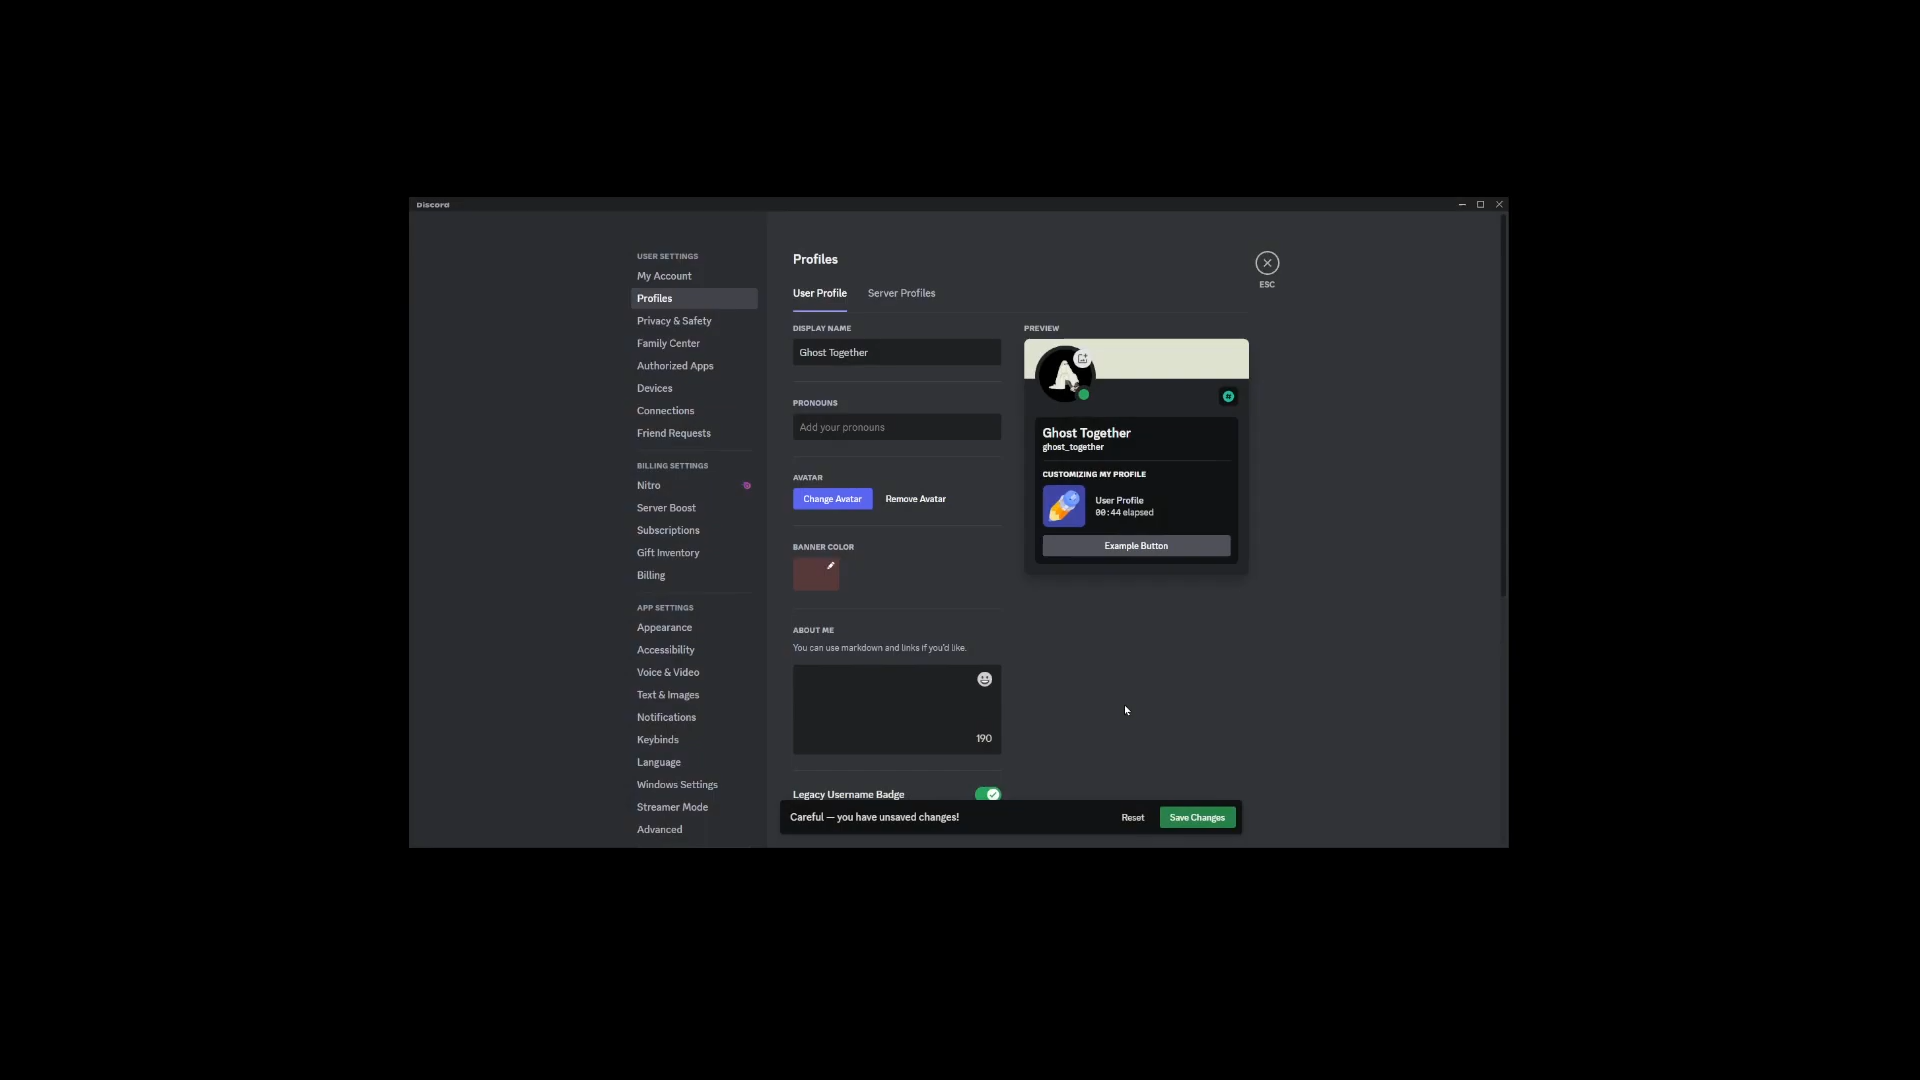 Discord
USER SETTINGS
My Account
Profiles
Privacy & Safety
Family Center
Authorized Apps
Devices
Connections
Friend Requests
BILLING SETTINGS
Nitro
Server Boost
Subscriptions
Gift Inventory
Billing
APP SETTINGS
Appearance
Accessibility
Voice & Video
Text & Images
Notifications
Keybinds
Language
Windows Settings
Streamer Mode
Advanced
Profiles
User Profile Server Profiles
DISPLAY NAME
Ghost Together
PRONOUNS
Add your pronouns
AVATAR
Change Avatar Remove Avatar
BANNER COLOR
ABOUT ME
You can use markdown and links if you'd like.
190
Legacy Username Badge
PREVIEW
Ghost Together
ghost_together
CUSTOMIZING MY PROFILE
User Profile
00:44 elapsed
Example Button
ESC
Careful — you have unsaved changes!
Reset
Save Changes